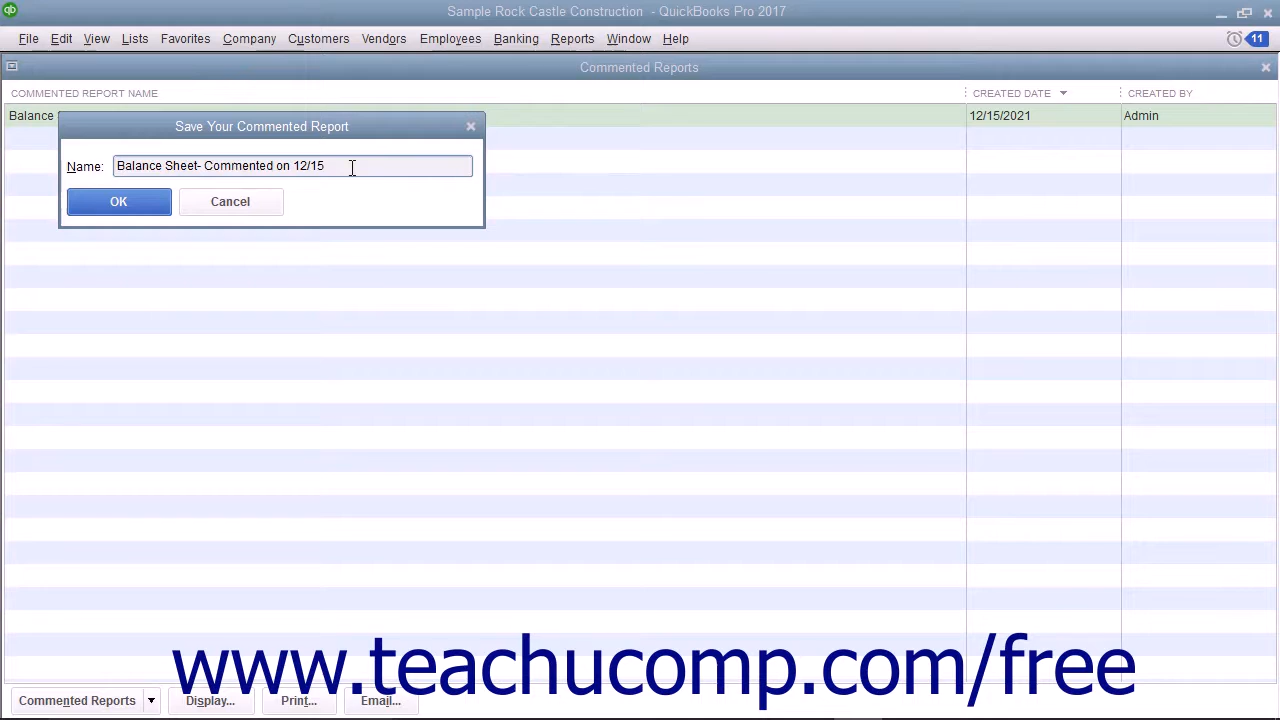 qb
Sample Rock Castle Construction - QuickBooks Pro 2017
File Edit View Lists Favorites Company Customers Vendors Employees Banking Reports Window Help 11
Commented Reports
COMMENTED REPORT NAME CREATED DATE CREATED BY
Balance 12/15/2021 Admin
Save Your Commented Report
Name: Balance Sheet- Commented on 12/15
OK Cancel
www.teachucomp.com/free
Commented Reports Display... Print... Email...